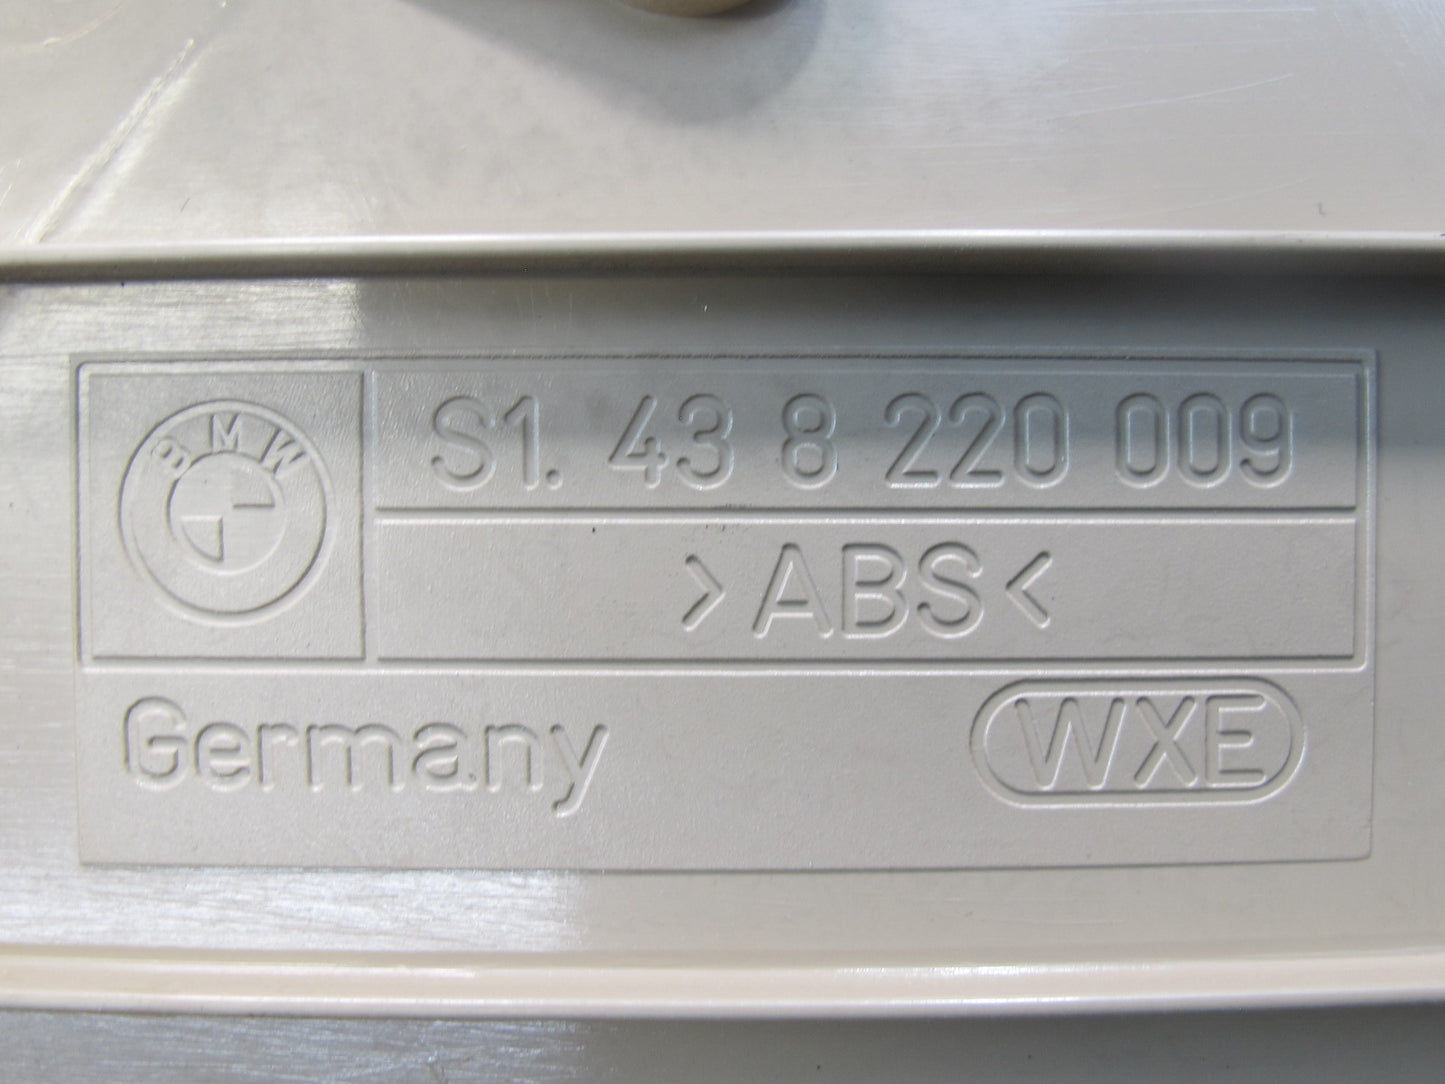 BMW
S1. 43 8 220 009
>ABS<
Germany
WXE